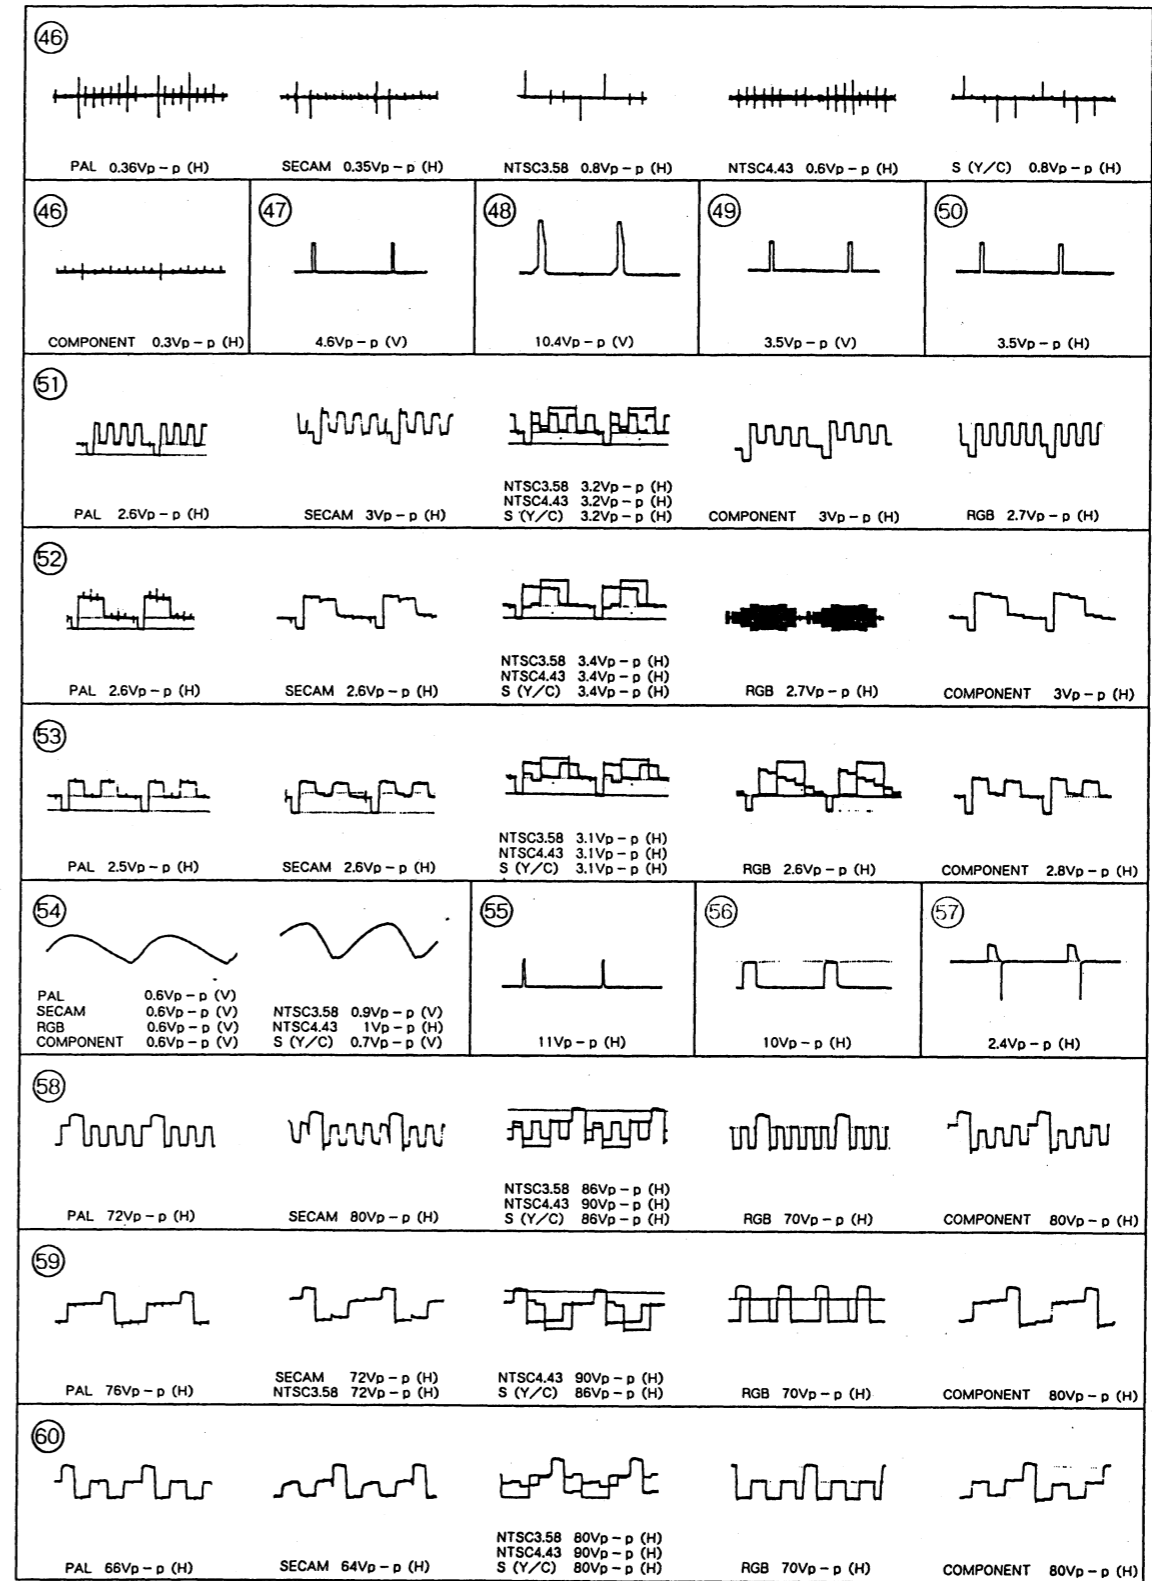 46
PAL 0.36Vp-p (H)
SECAM 0.35Vp-p (H)
NTSC3.58 0.8Vp-p (H)
NTSC4.43 0.6Vp-p (H)
S (Y/C) 0.8Vp-p (H)
46
COMPONENT 0.3Vp-p (H)
47
4.6Vp-p (V)
48
10.4Vp-p (V)
49
3.5Vp-p (V)
50
3.5Vp-p (H)
51
PAL 2.6Vp-p (H)
SECAM 3Vp-p (H)
NTSC3.58 3.2Vp-p (H)
NTSC4.43 3.2Vp-p (H)
S (Y/C) 3.2Vp-p (H)
COMPONENT 3Vp-p (H)
RGB 2.7Vp-p (H)
52
PAL 2.6Vp-p (H)
SECAM 2.6Vp-p (H)
NTSC3.58 3.4Vp-p (H)
NTSC4.43 3.4Vp-p (H)
S (Y/C) 3.4Vp-p (H)
RGB 2.7Vp-p (H)
COMPONENT 3Vp-p (H)
53
PAL 2.5Vp-p (H)
SECAM 2.6Vp-p (H)
NTSC3.58 3.1Vp-p (H)
NTSC4.43 3.1Vp-p (H)
S (Y/C) 3.1Vp-p (H)
RGB 2.6Vp-p (H)
COMPONENT 2.8Vp-p (H)
54
PAL 0.6Vp-p (V)
SECAM 0.6Vp-p (V)
RGB 0.6Vp-p (V)
COMPONENT 0.6Vp-p (V)
NTSC3.58 0.9Vp-p (V)
NTSC4.43 1Vp-p (H)
S (Y/C) 0.7Vp-p (V)
55
11Vp-p (H)
56
10Vp-p (H)
57
2.4Vp-p (H)
58
PAL 72Vp-p (H)
SECAM 80Vp-p (H)
NTSC3.58 86Vp-p (H)
NTSC4.43 90Vp-p (H)
S (Y/C) 86Vp-p (H)
RGB 70Vp-p (H)
COMPONENT 80Vp-p (H)
59
PAL 76Vp-p (H)
SECAM 72Vp-p (H)
NTSC3.58 72Vp-p (H)
NTSC4.43 90Vp-p (H)
S (Y/C) 86Vp-p (H)
RGB 70Vp-p (H)
COMPONENT 80Vp-p (H)
60
PAL 66Vp-p (H)
SECAM 64Vp-p (H)
NTSC3.58 80Vp-p (H)
NTSC4.43 90Vp-p (H)
S (Y/C) 80Vp-p (H)
RGB 70Vp-p (H)
COMPONENT 80Vp-p (H)